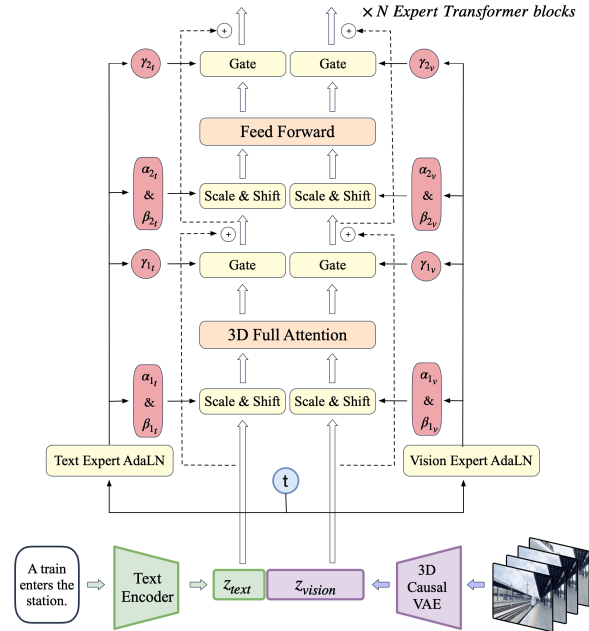 × N Expert Transformer blocks
+ +
γ2t Gate Gate γ2v
Feed Forward
α2t & β2t Scale & Shift Scale & Shift α2v & β2v
+ +
γ1t Gate Gate γ1v
3D Full Attention
α1t & β1t Scale & Shift Scale & Shift α1v & β1v
Text Expert AdaLN Vision Expert AdaLN
t
A train
enters the
station.
Text
Encoder
ztext zvision
3D
Causal
VAE